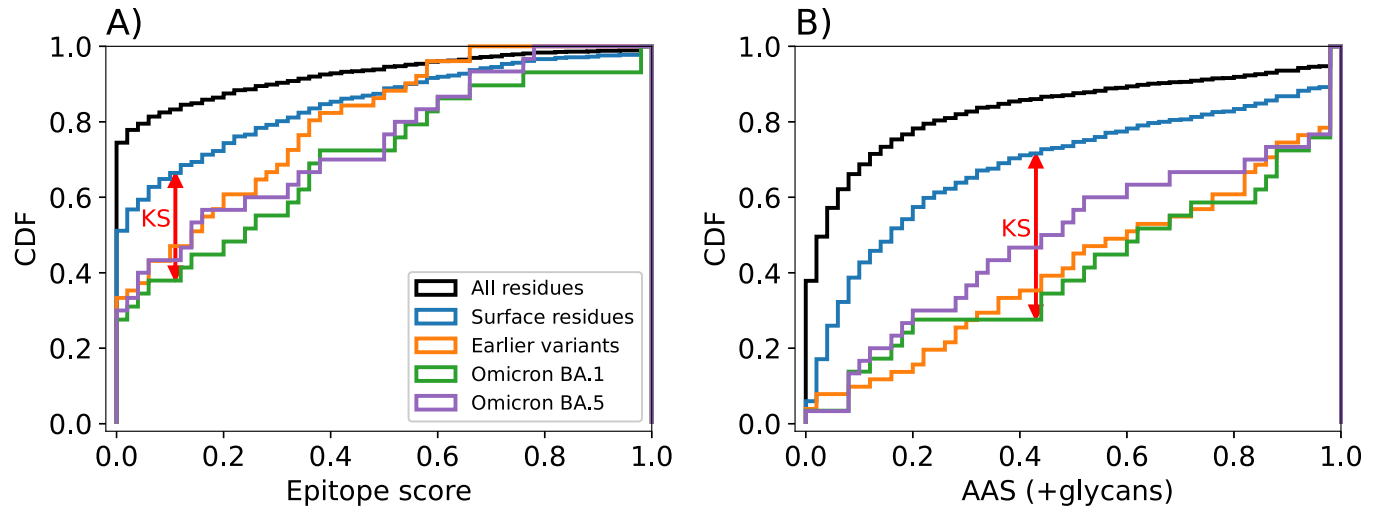 A)
1.0
0.8
0.6
0.4
0.2
0.0
CDF
KS
All residues
Surface residues
Earlier variants
Omicron BA.1
Omicron BA.5
0.0 0.2 0.4 0.6 0.8 1.0
Epitope score
B)
1.0
0.8
0.6
0.4
0.2
0.0
CDF
KS
0.0 0.2 0.4 0.6 0.8 1.0
AAS (+glycans)